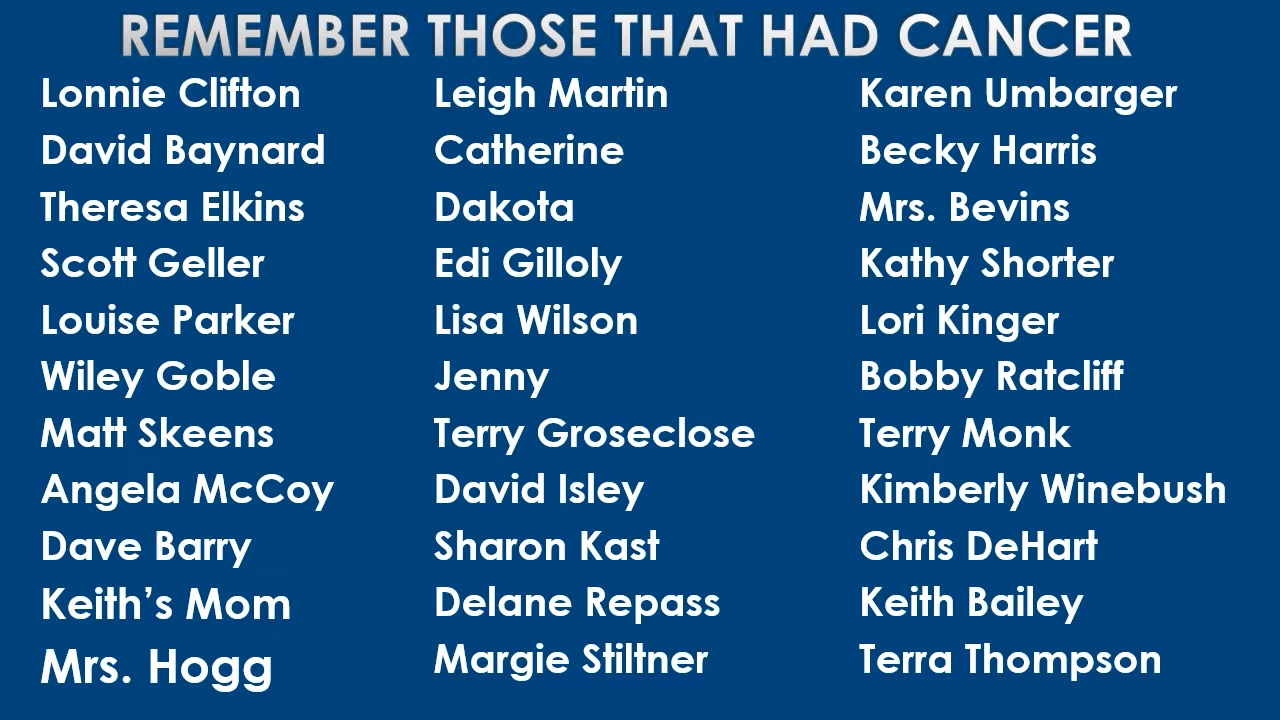 REMEMBER THOSE THAT HAD CANCER
Lonnie Clifton
David Baynard
Theresa Elkins
Scott Geller
Louise Parker
Wiley Goble
Matt Skeens
Angela McCoy
Dave Barry
Keith’s Mom
Mrs. Hogg
Leigh Martin
Catherine
Dakota
Edi Gilloly
Lisa Wilson
Jenny
Terry Groseclose
David Isley
Sharon Kast
Delane Repass
Margie Stiltner
Karen Umbarger
Becky Harris
Mrs. Bevins
Kathy Shorter
Lori Kinger
Bobby Ratcliff
Terry Monk
Kimberly Winebush
Chris DeHart
Keith Bailey
Terra Thompson